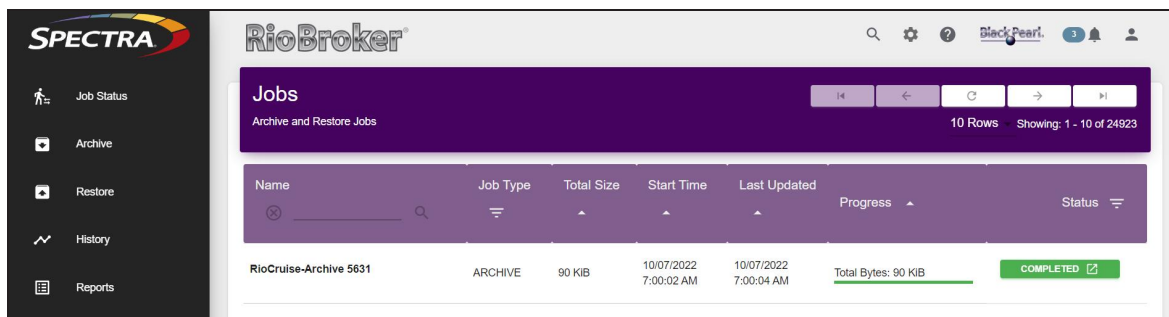 SPECTRA
RioBroker®
BlackPearl.
3
Job Status
Archive
Restore
History
Reports
Jobs
Archive and Restore Jobs
10 Rows
Showing: 1 - 10 of 24923
Name
Job Type
Total Size
Start Time
Last Updated
Progress
Status
RioCruise-Archive 5631
ARCHIVE
90 KiB
10/07/2022
7:00:02 AM
10/07/2022
7:00:04 AM
Total Bytes: 90 KiB
COMPLETED